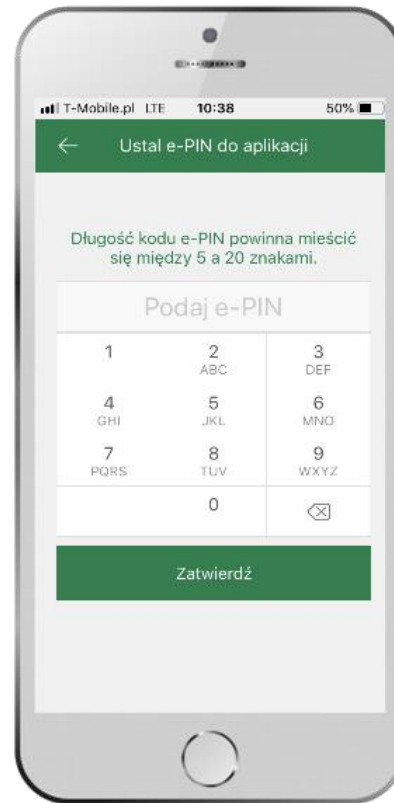 T-Mobile.pl LTE 10:38 50%
Ustal e-PIN do aplikacji
Długość kodu e-PIN powinna mieścić
się między 5 a 20 znakami.
Podaj e-PIN
1 2 3
ABC DEF
4 5 6
GHI JKL MNO
7 8 9
PQRS TUV WXYZ
0
Zatwierdź